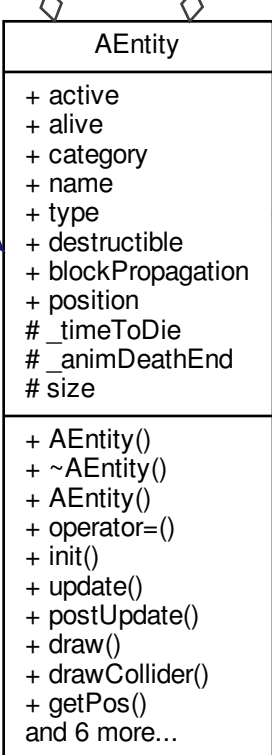 AEntity
+ active
+ alive
+ category
+ name
+ type
+ destructible
+ blockPropagation
+ position
# _timeToDie
# _animDeathEnd
# size
+ AEntity()
+ ~AEntity()
+ AEntity()
+ operator=()
+ init()
+ update()
+ postUpdate()
+ draw()
+ drawCollider()
+ getPos()
and 6 more...